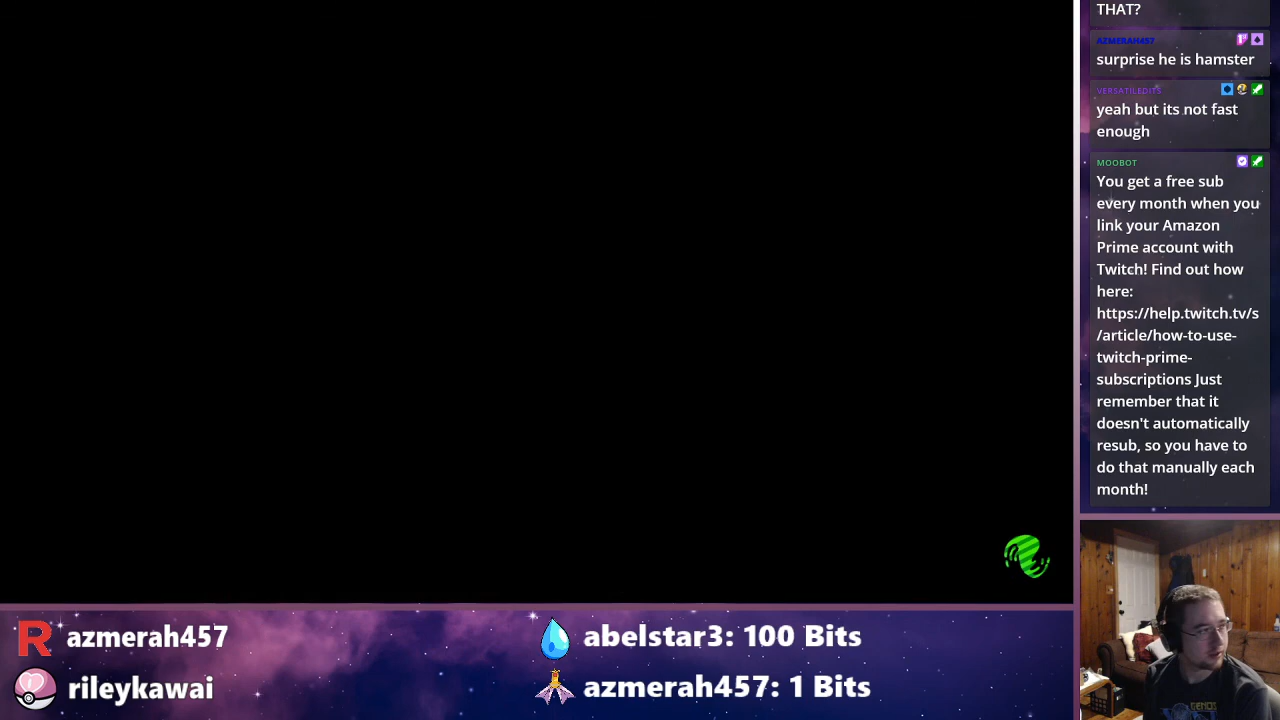 THAT?
AZMERAH457
surprise he is hamster
VERSATILEDITS
yeah but its not fast
enough
MOOBOT
You get a free sub
every month when you
link your Amazon
Prime account with
Twitch! Find out how
here:
https://help.twitch.tv/s
/article/how-to-use-
twitch-prime-
subscriptions Just
remember that it
doesn't automatically
resub, so you have to
do that manually each
month!
R azmerah457
rileykawai
abelstar3: 100 Bits
azmerah457: 1 Bits
GENOS